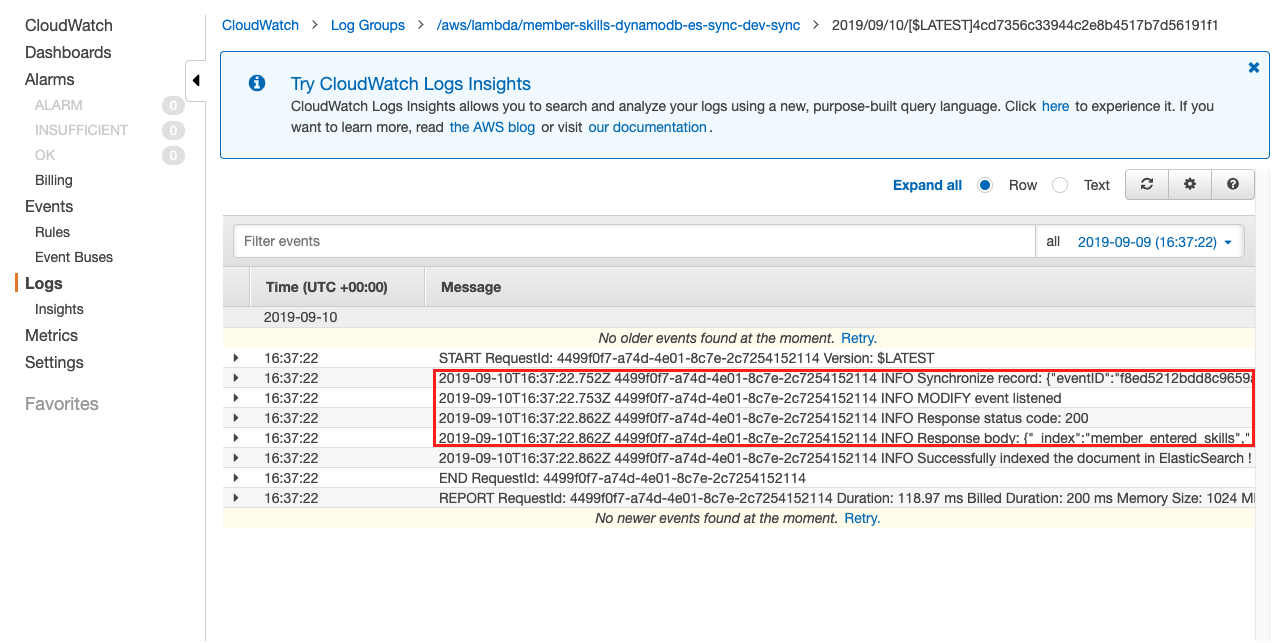 CloudWatch
Dashboards
Alarms
ALARM 0
INSUFFICIENT 0
OK 0
Billing
Events
Rules
Event Buses
Logs
Insights
Metrics
Settings
Favorites
CloudWatch > Log Groups > /aws/lambda/member-skills-dynamodb-es-sync-dev-sync > 2019/09/10/[$LATEST]4cd7356c33944c2e8b4517b7d56191f1
Try CloudWatch Logs Insights
CloudWatch Logs Insights allows you to search and analyze your logs using a new, purpose-built query language. Click here to experience it. If you
want to learn more, read the AWS blog or visit our documentation.
Expand all Row Text
Filter events all 2019-09-09 (16:37:22)
Time (UTC +00:00) Message
2019-09-10
No older events found at the moment. Retry.
16:37:22 START RequestId: 4499f0f7-a74d-4e01-8c7e-2c7254152114 Version: $LATEST
16:37:22 2019-09-10T16:37:22.752Z 4499f0f7-a74d-4e01-8c7e-2c7254152114 INFO Synchronize record: {"eventID":"f8ed5212bdd8c9659
16:37:22 2019-09-10T16:37:22.753Z 4499f0f7-a74d-4e01-8c7e-2c7254152114 INFO MODIFY event listened
16:37:22 2019-09-10T16:37:22.862Z 4499f0f7-a74d-4e01-8c7e-2c7254152114 INFO Response status code: 200
16:37:22 2019-09-10T16:37:22.862Z 4499f0f7-a74d-4e01-8c7e-2c7254152114 INFO Response body: {"_index":"member_entered_skills","
16:37:22 2019-09-10T16:37:22.862Z 4499f0f7-a74d-4e01-8c7e-2c7254152114 INFO Successfully indexed the document in ElasticSearch !
16:37:22 END RequestId: 4499f0f7-a74d-4e01-8c7e-2c7254152114
16:37:22 REPORT RequestId: 4499f0f7-a74d-4e01-8c7e-2c7254152114 Duration: 118.97 ms Billed Duration: 200 ms Memory Size: 1024
No newer events found at the moment. Retry.